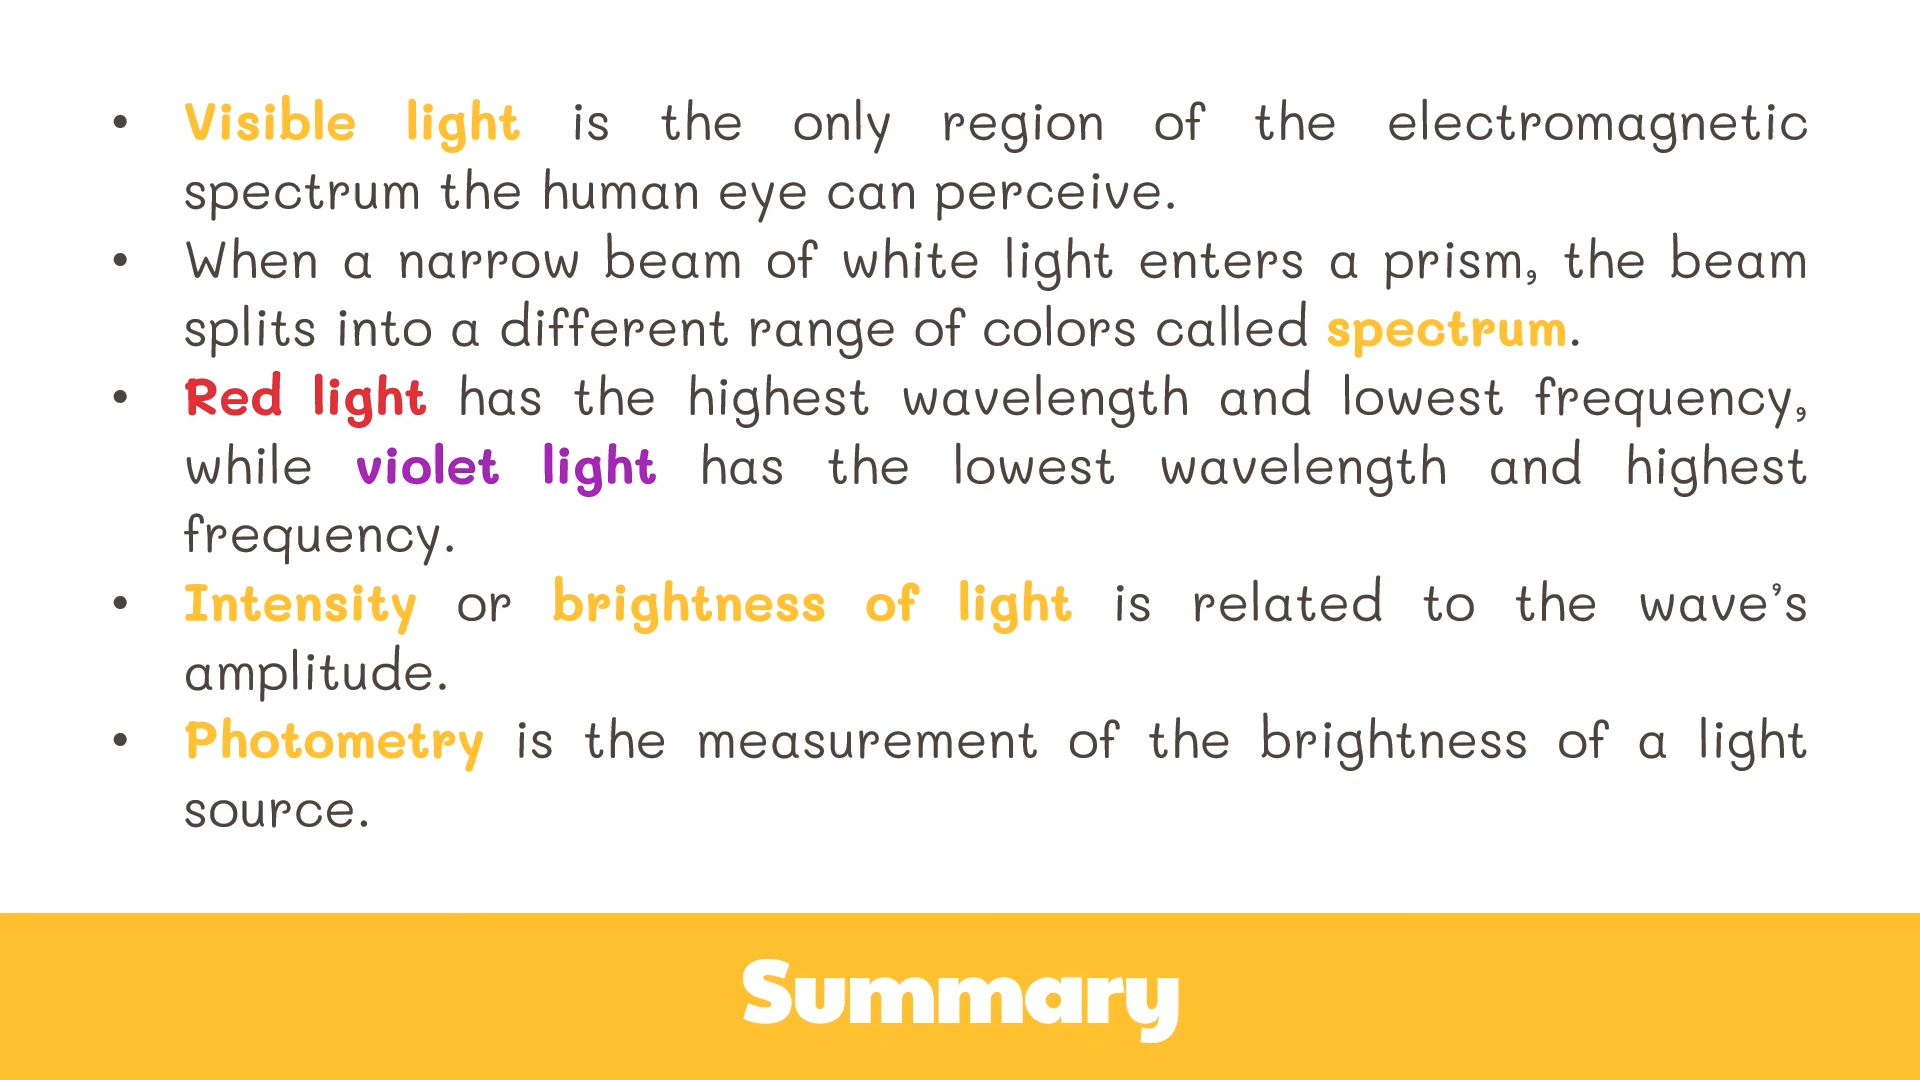 • Visible light is the only region of the electromagnetic
spectrum the human eye can perceive.
• When a narrow beam of white light enters a prism, the beam
splits into a different range of colors called spectrum.
• Red light has the highest wavelength and lowest frequency,
while violet light has the lowest wavelength and highest
frequency.
• Intensity or brightness of light is related to the wave’s
amplitude.
• Photometry is the measurement of the brightness of a light
source.
Summary